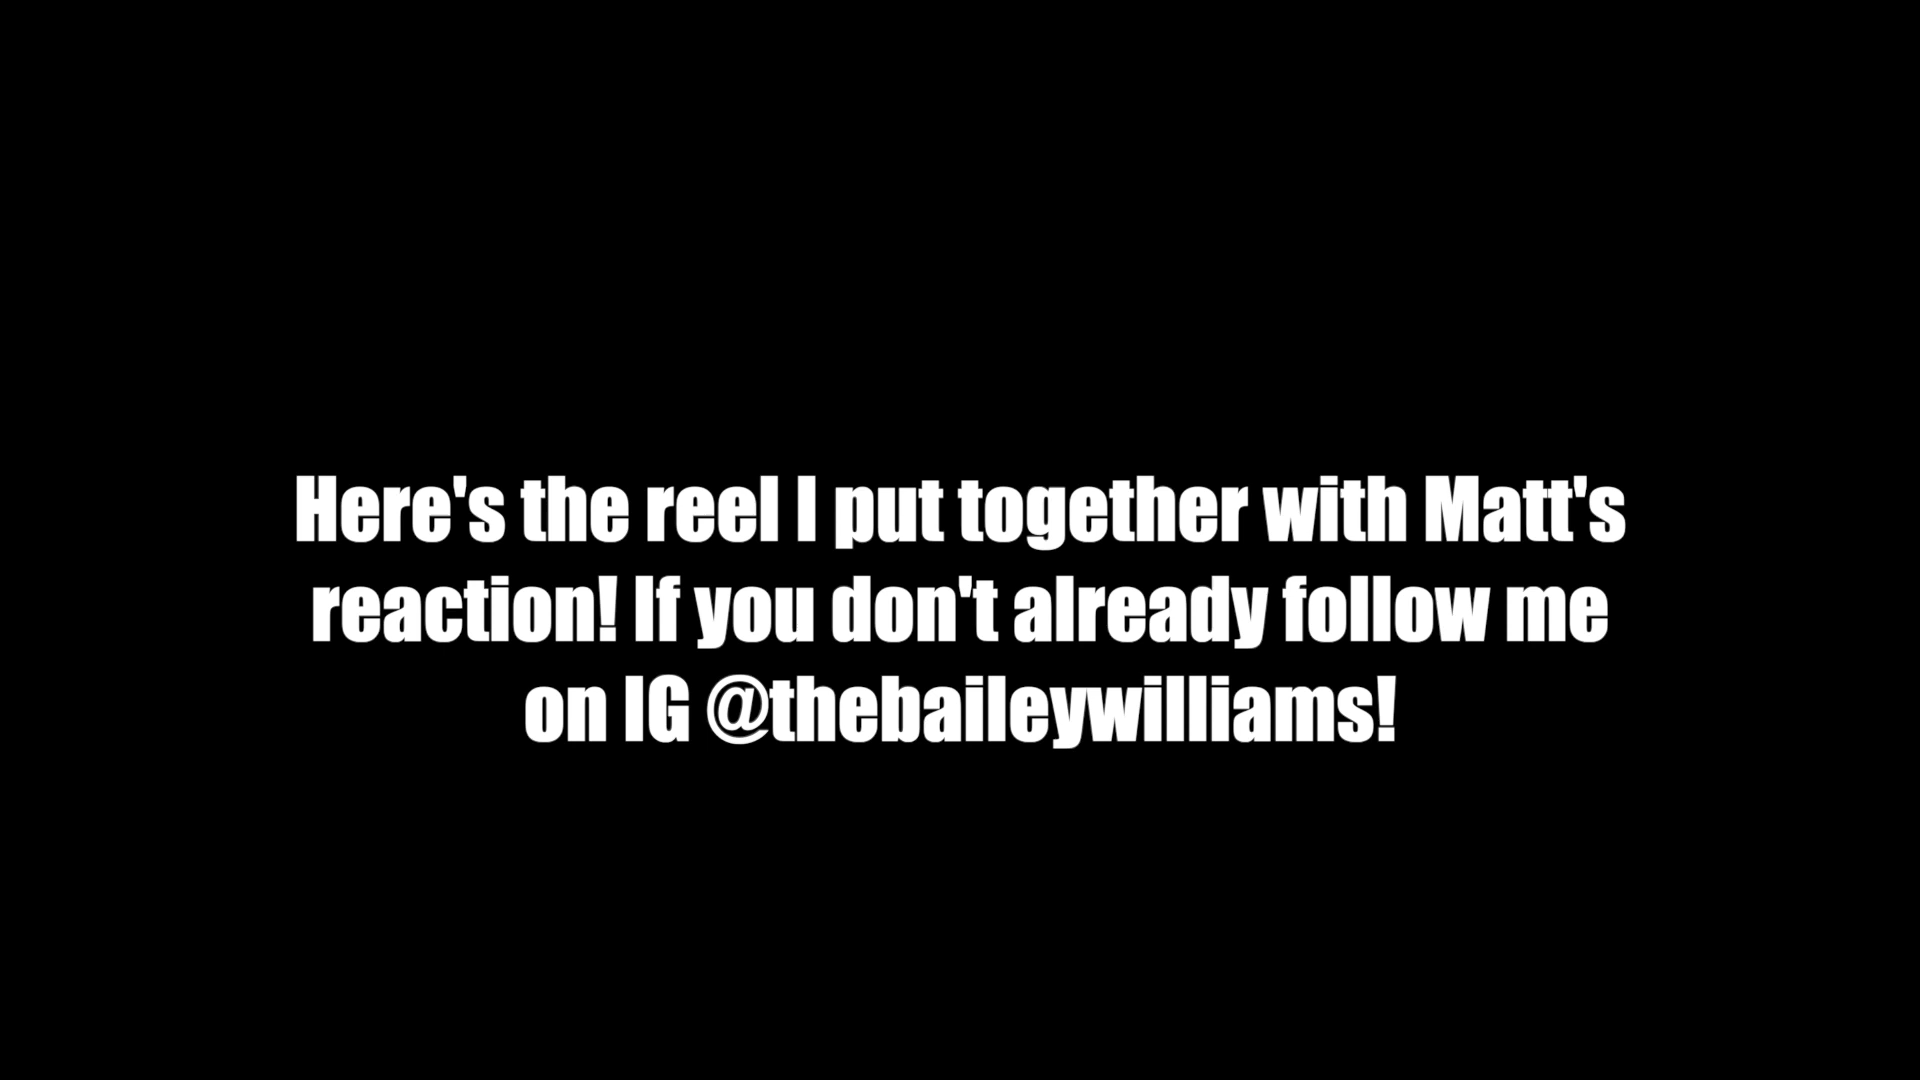 Here's the reel I put together with Matt's
reaction! If you don't already follow me
on IG @thebaileywilliams!